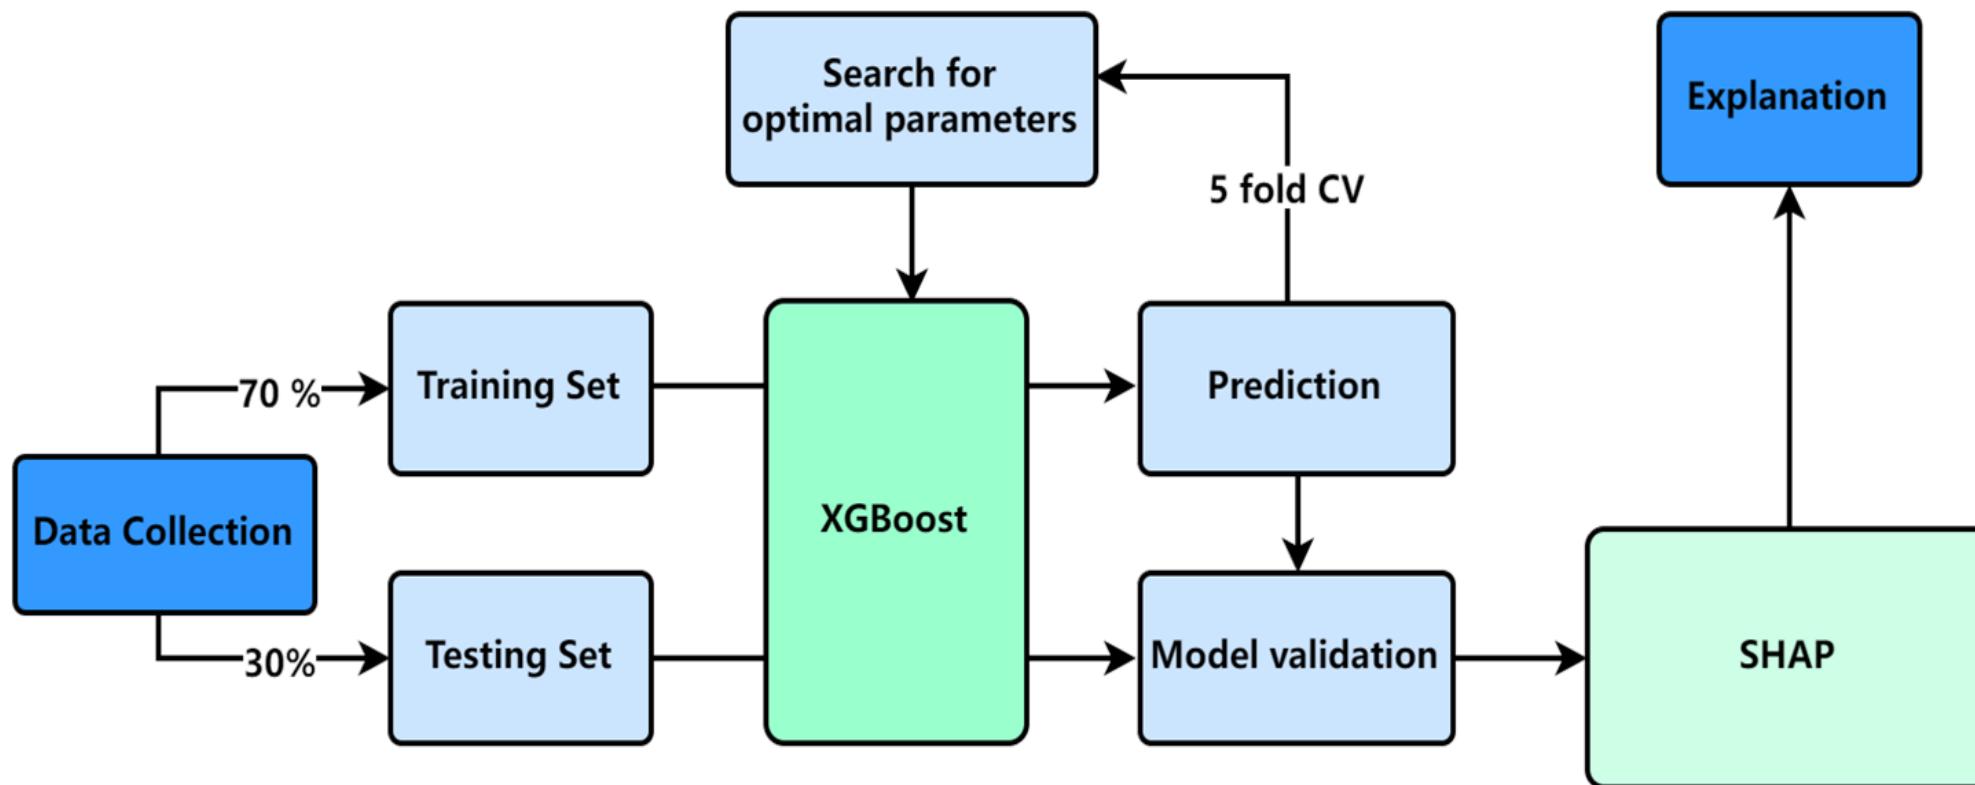 Search for
optimal parameters
Explanation
5 fold CV
70 %
Training Set
Prediction
Data Collection
XGBoost
30%
Testing Set
Model validation
SHAP